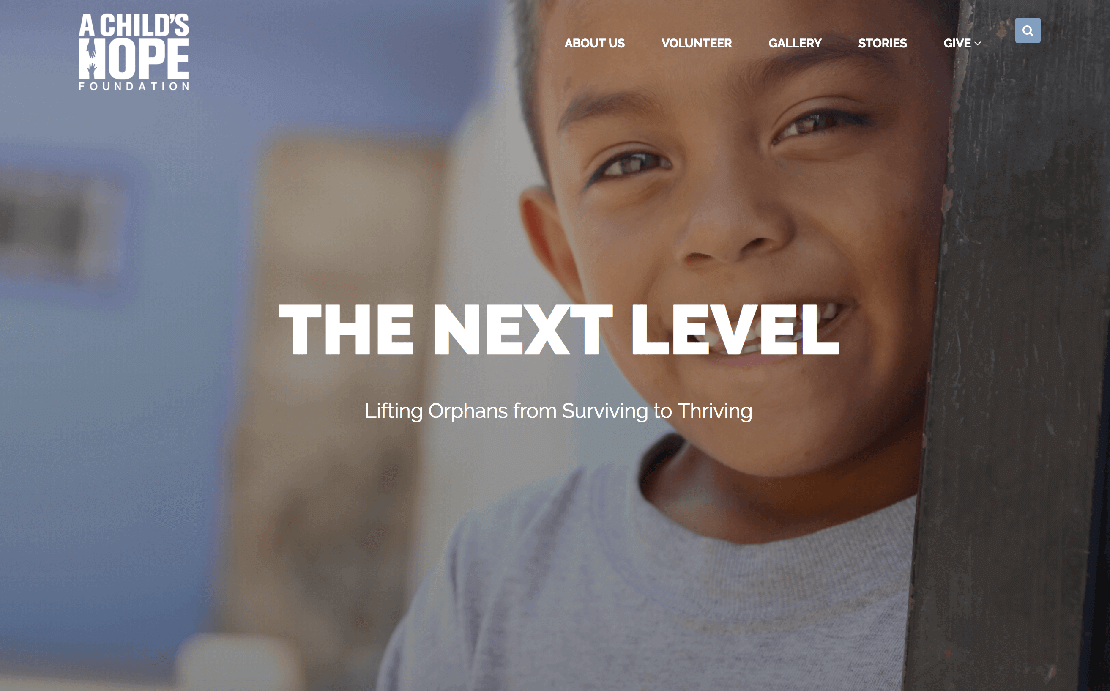 A CHILD'S
HOPE
FOUNDATION
ABOUT US
VOLUNTEER
GALLERY
STORIES
GIVE
THE NEXT LEVEL
Lifting Orphans from Surviving to Thriving